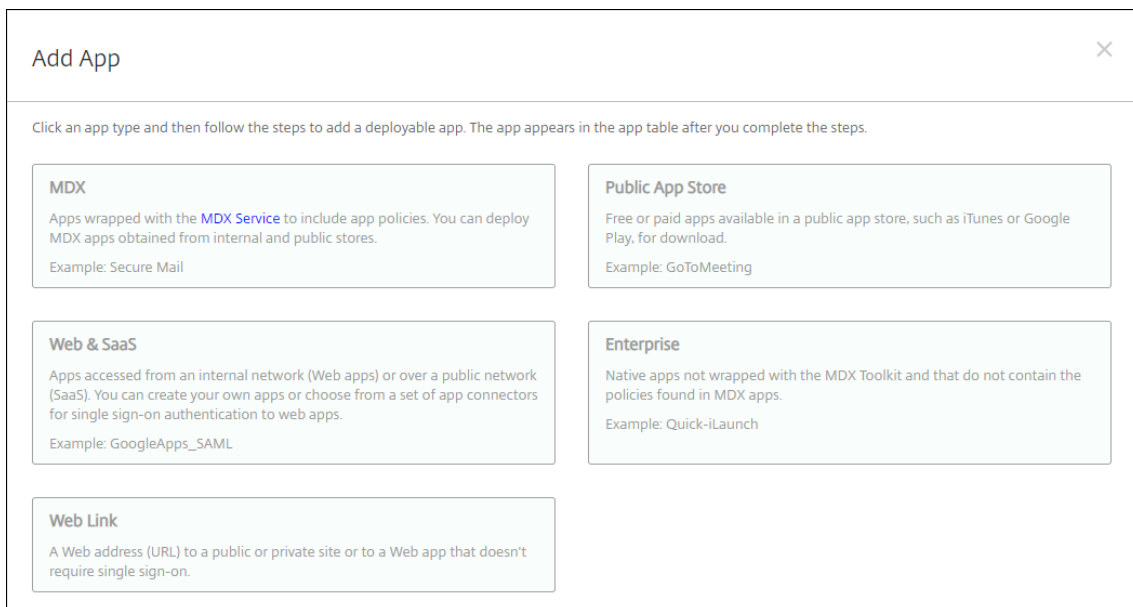 Add App
Click an app type and then follow the steps to add a deployable app. The app appears in the app table after you complete the steps.
MDX
Apps wrapped with the MDX Service to include app policies. You can deploy
MDX apps obtained from internal and public stores.
Example: Secure Mail
Public App Store
Free or paid apps available in a public app store, such as iTunes or Google
Play, for download.
Example: GoToMeeting
Web & SaaS
Apps accessed from an internal network (Web apps) or over a public network
(SaaS). You can create your own apps or choose from a set of app connectors
for single sign-on authentication to web apps.
Example: GoogleApps_SAML
Enterprise
Native apps not wrapped with the MDX Toolkit and that do not contain the
policies found in MDX apps.
Example: Quick-iLaunch
Web Link
A Web address (URL) to a public or private site or to a Web app that doesn't
require single sign-on.